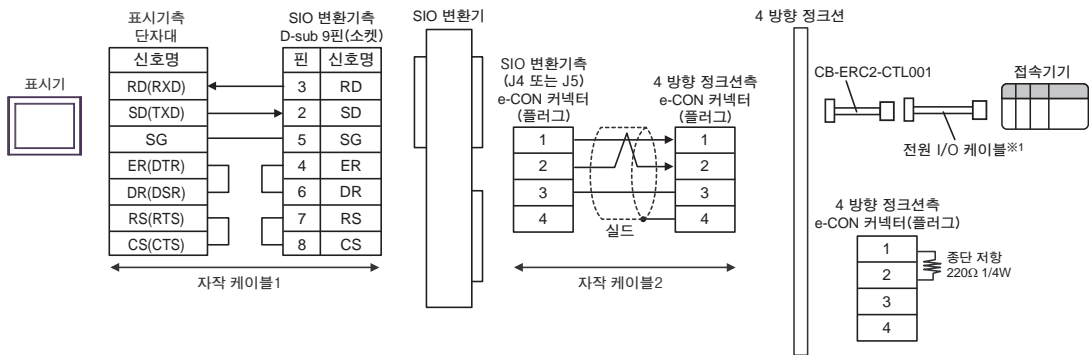 표시기
표시기측
단자대
신호명
RD(RXD)
SD(TXD)
SG
ER(DTR)
DR(DSR)
RS(RTS)
CS(CTS)
SIO 변환기측
D-sub 9핀(소켓)
핀 신호명
3 RD
2 SD
5 SG
4 ER
6 DR
7 RS
8 CS
자작 케이블1
SIO 변환기
SIO 변환기측
(J4 또는 J5)
e-CON 커넥터
(플러그)
1
2
3
4
실드
4 방향 정크션측
e-CON 커넥터
(플러그)
1
2
3
4
자작 케이블2
4 방향 정크션
CB-ERC2-CTL001
접속기기
전원 I/O 케이블※1
4 방향 정크션측
e-CON 커넥터(플러그)
1
2
3
4
종단 저항
220Ω 1/4W